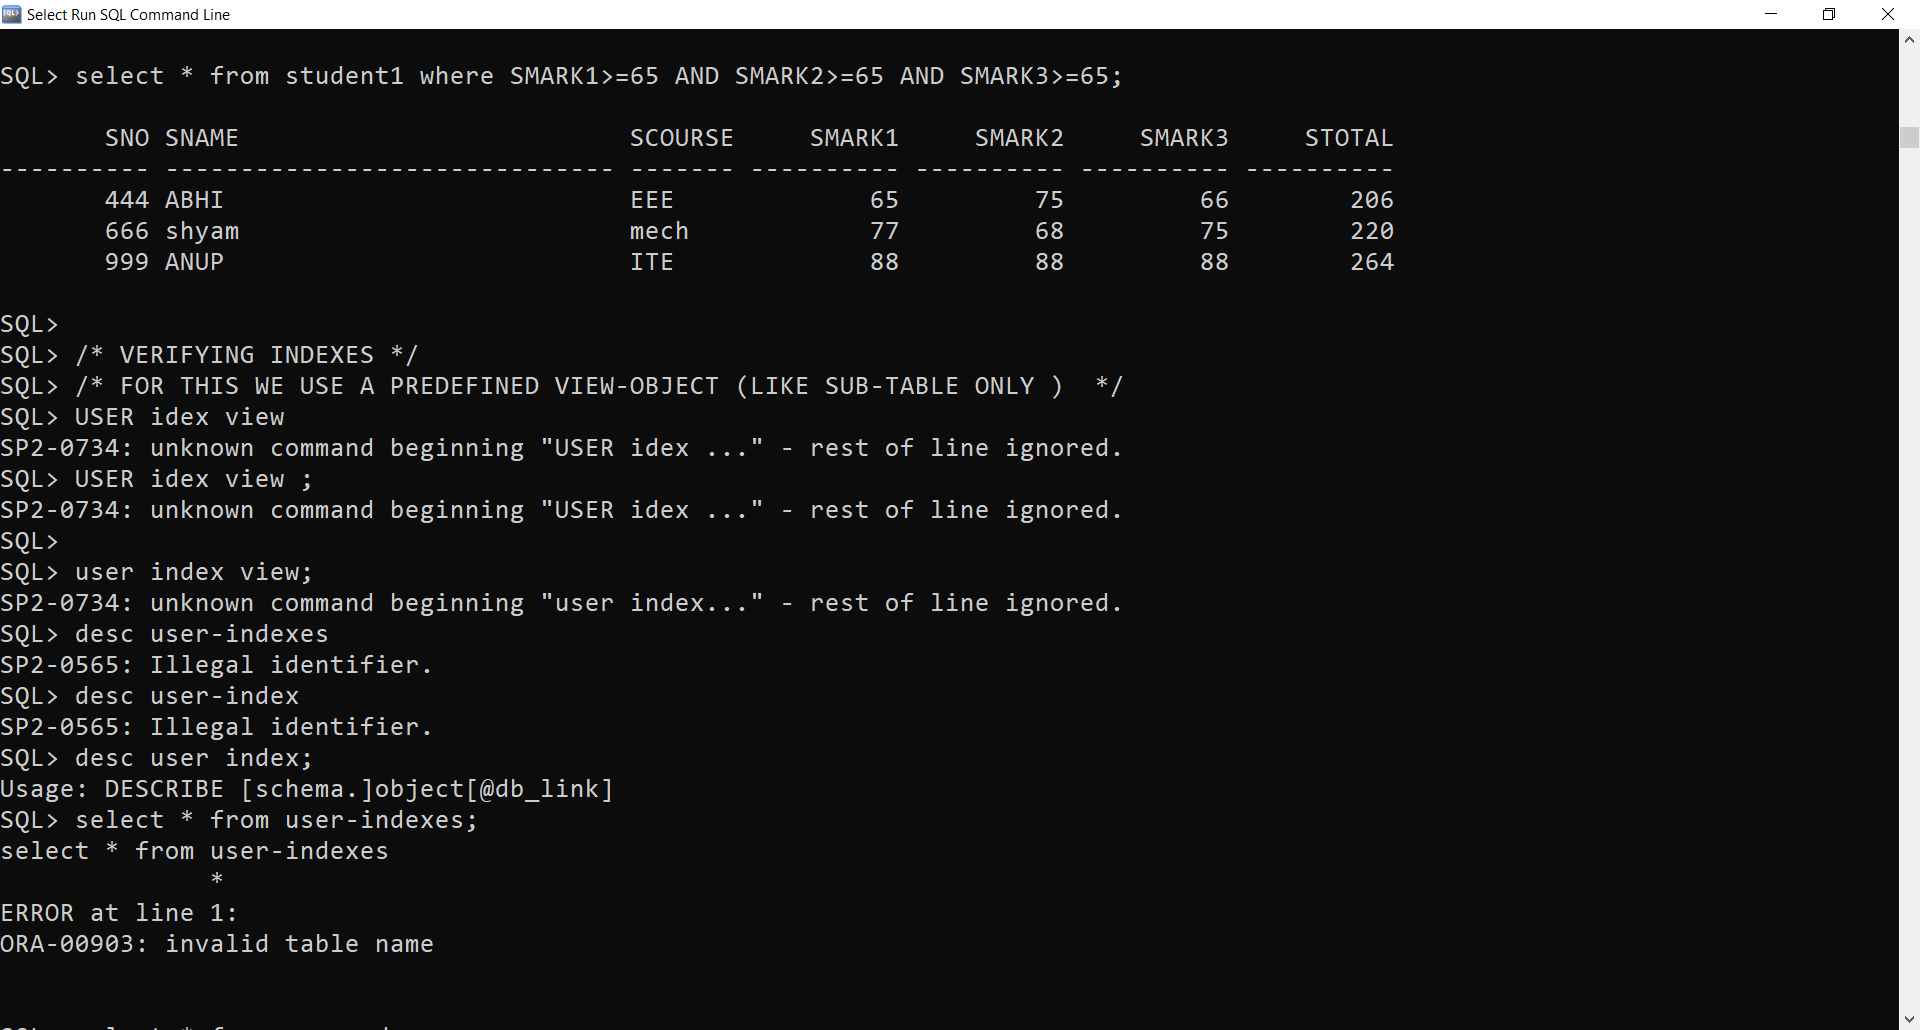 Select Run SQL Command Line
SQL> select * from student1 where SMARK1>=65 AND SMARK2>=65 AND SMARK3>=65;
       SNO SNAME                          SCOURSE     SMARK1     SMARK2     SMARK3     STOTAL
---------- ------------------------------ ------- ---------- ---------- ---------- ----------
       444 ABHI                           EEE             65         75         66        206
       666 shyam                          mech            77         68         75        220
       999 ANUP                           ITE             88         88         88        264
SQL>
SQL> /* VERIFYING INDEXES */
SQL> /* FOR THIS WE USE A PREDEFINED VIEW-OBJECT (LIKE SUB-TABLE ONLY )  */
SQL> USER idex view
SP2-0734: unknown command beginning "USER idex ..." - rest of line ignored.
SQL> USER idex view ;
SP2-0734: unknown command beginning "USER idex ..." - rest of line ignored.
SQL>
SQL> user index view;
SP2-0734: unknown command beginning "user index..." - rest of line ignored.
SQL> desc user-indexes
SP2-0565: Illegal identifier.
SQL> desc user-index
SP2-0565: Illegal identifier.
SQL> desc user index;
Usage: DESCRIBE [schema.]object[@db_link]
SQL> select * from user-indexes;
select * from user-indexes
              *
ERROR at line 1:
ORA-00903: invalid table name